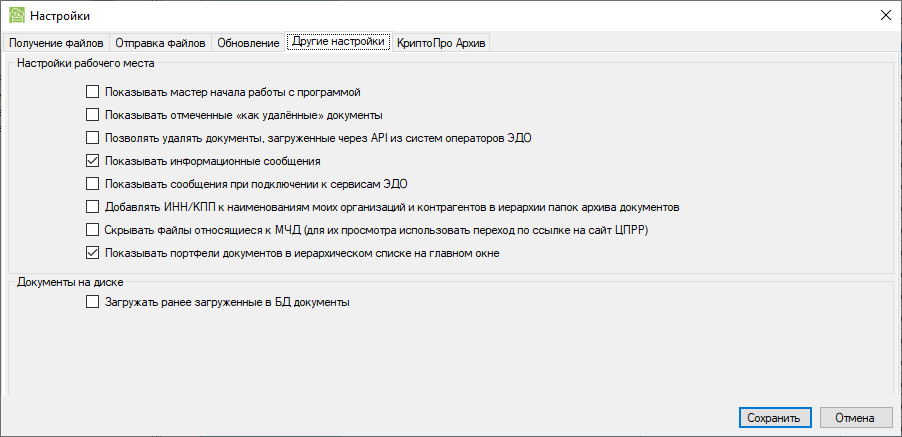 Настройки
Получение файлов Отправка файлов Обновление Другие настройки КриптоПро Архив
Настройки рабочего места
Показывать мастер начала работы с программой
Показывать отмеченные «как удалённые» документы
Позволять удалять документы, загруженные через API из систем операторов ЭДО
Показывать информационные сообщения
Показывать сообщения при подключении к сервисам ЭДО
Добавлять ИНН/КПП к наименованиям моих организаций и контрагентов в иерархии папок архива документов
Скрывать файлы относящиеся к МЧД (для их просмотра использовать переход по ссылке на сайт ЦПРР)
Показывать портфели документов в иерархическом списке на главном окне
Документы на диске
Загружать ранее загруженные в БД документы
Сохранить Отмена